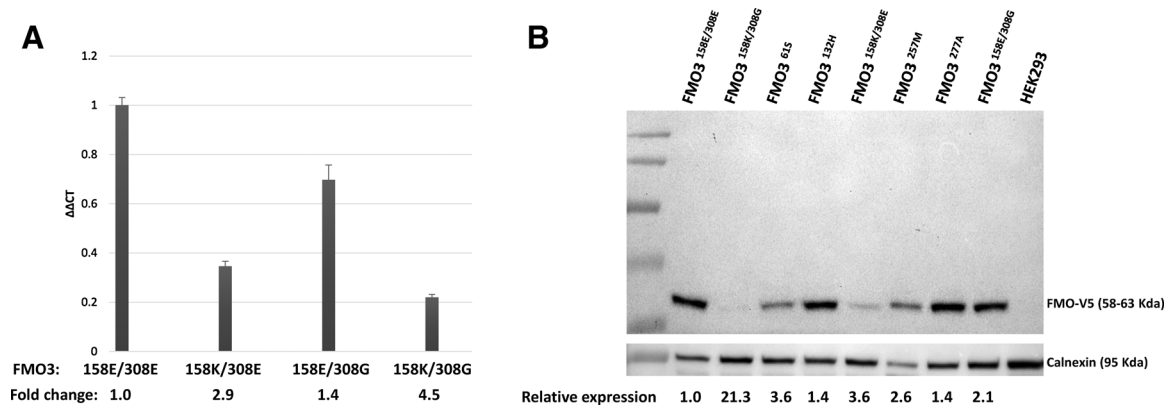 A
1.2
1
0.8
0.6
0.4
0.2
0
ΔΔCT
FMO3: 158E/308E 158K/308E 158E/308G 158K/308G
Fold change: 1.0 2.9 1.4 4.5
B
FMO3 158E/308E
FMO3 158K/308G
FMO3 61S
FMO3 132H
FMO3 158K/308E
FMO3 257M
FMO3 277A
FMO3 158E/308G
HEK293
FMO-V5 (58-63 Kda)
Calnexin (95 Kda)
Relative expression 1.0 21.3 3.6 1.4 3.6 2.6 1.4 2.1